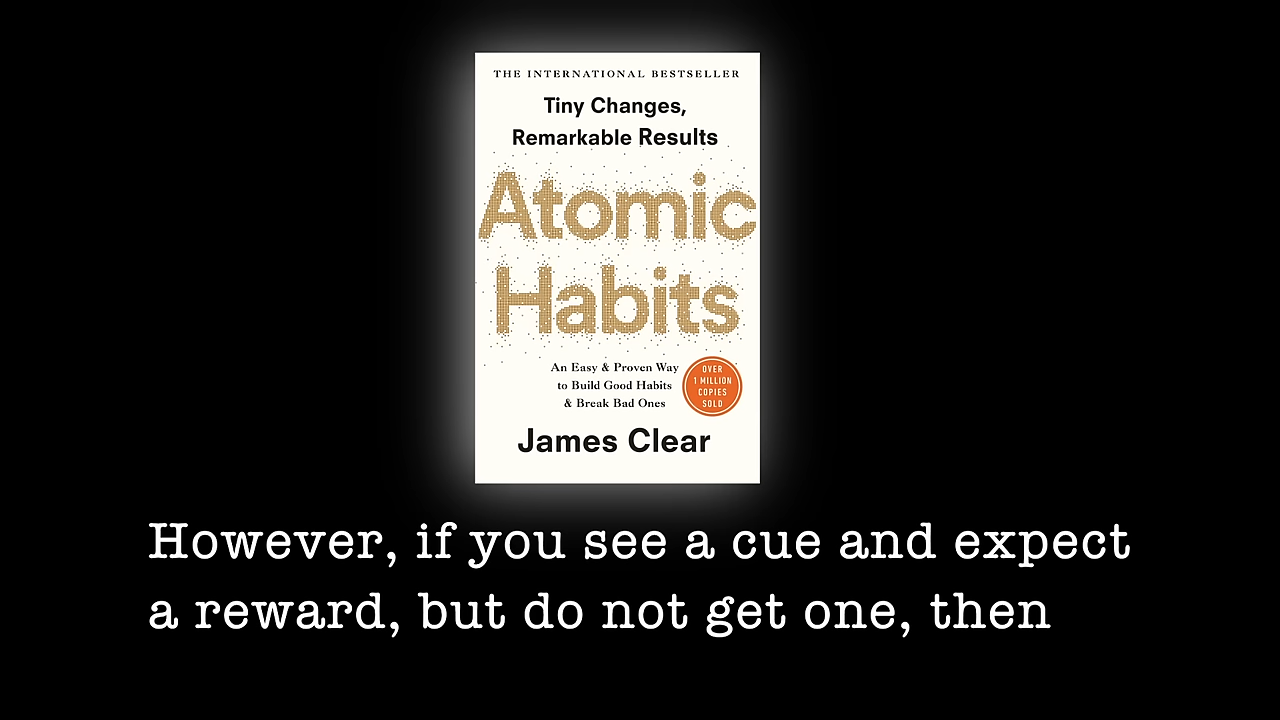 THE INTERNATIONAL BESTSELLER
Tiny Changes,
Remarkable Results
Atomic
Habits
An Easy & Proven Way
to Build Good Habits
& Break Bad Ones
OVER
1 MILLION
COPIES
SOLD
James Clear
However, if you see a cue and expect
a reward, but do not get one, then